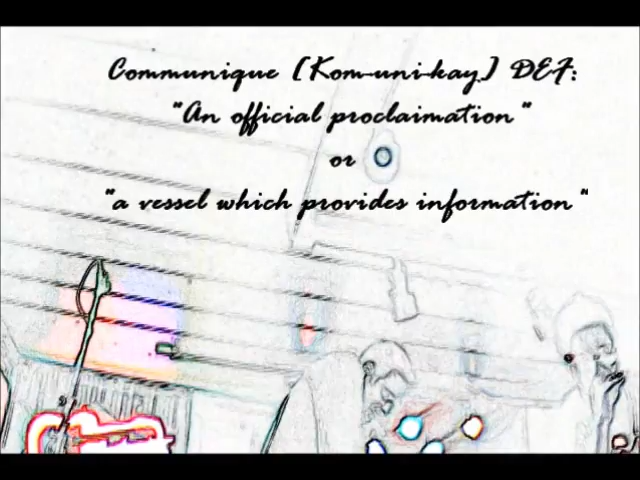 Communique [Kom-uni-kay] DEF:
"An official proclaimation"
or
"a vessel which provides information"